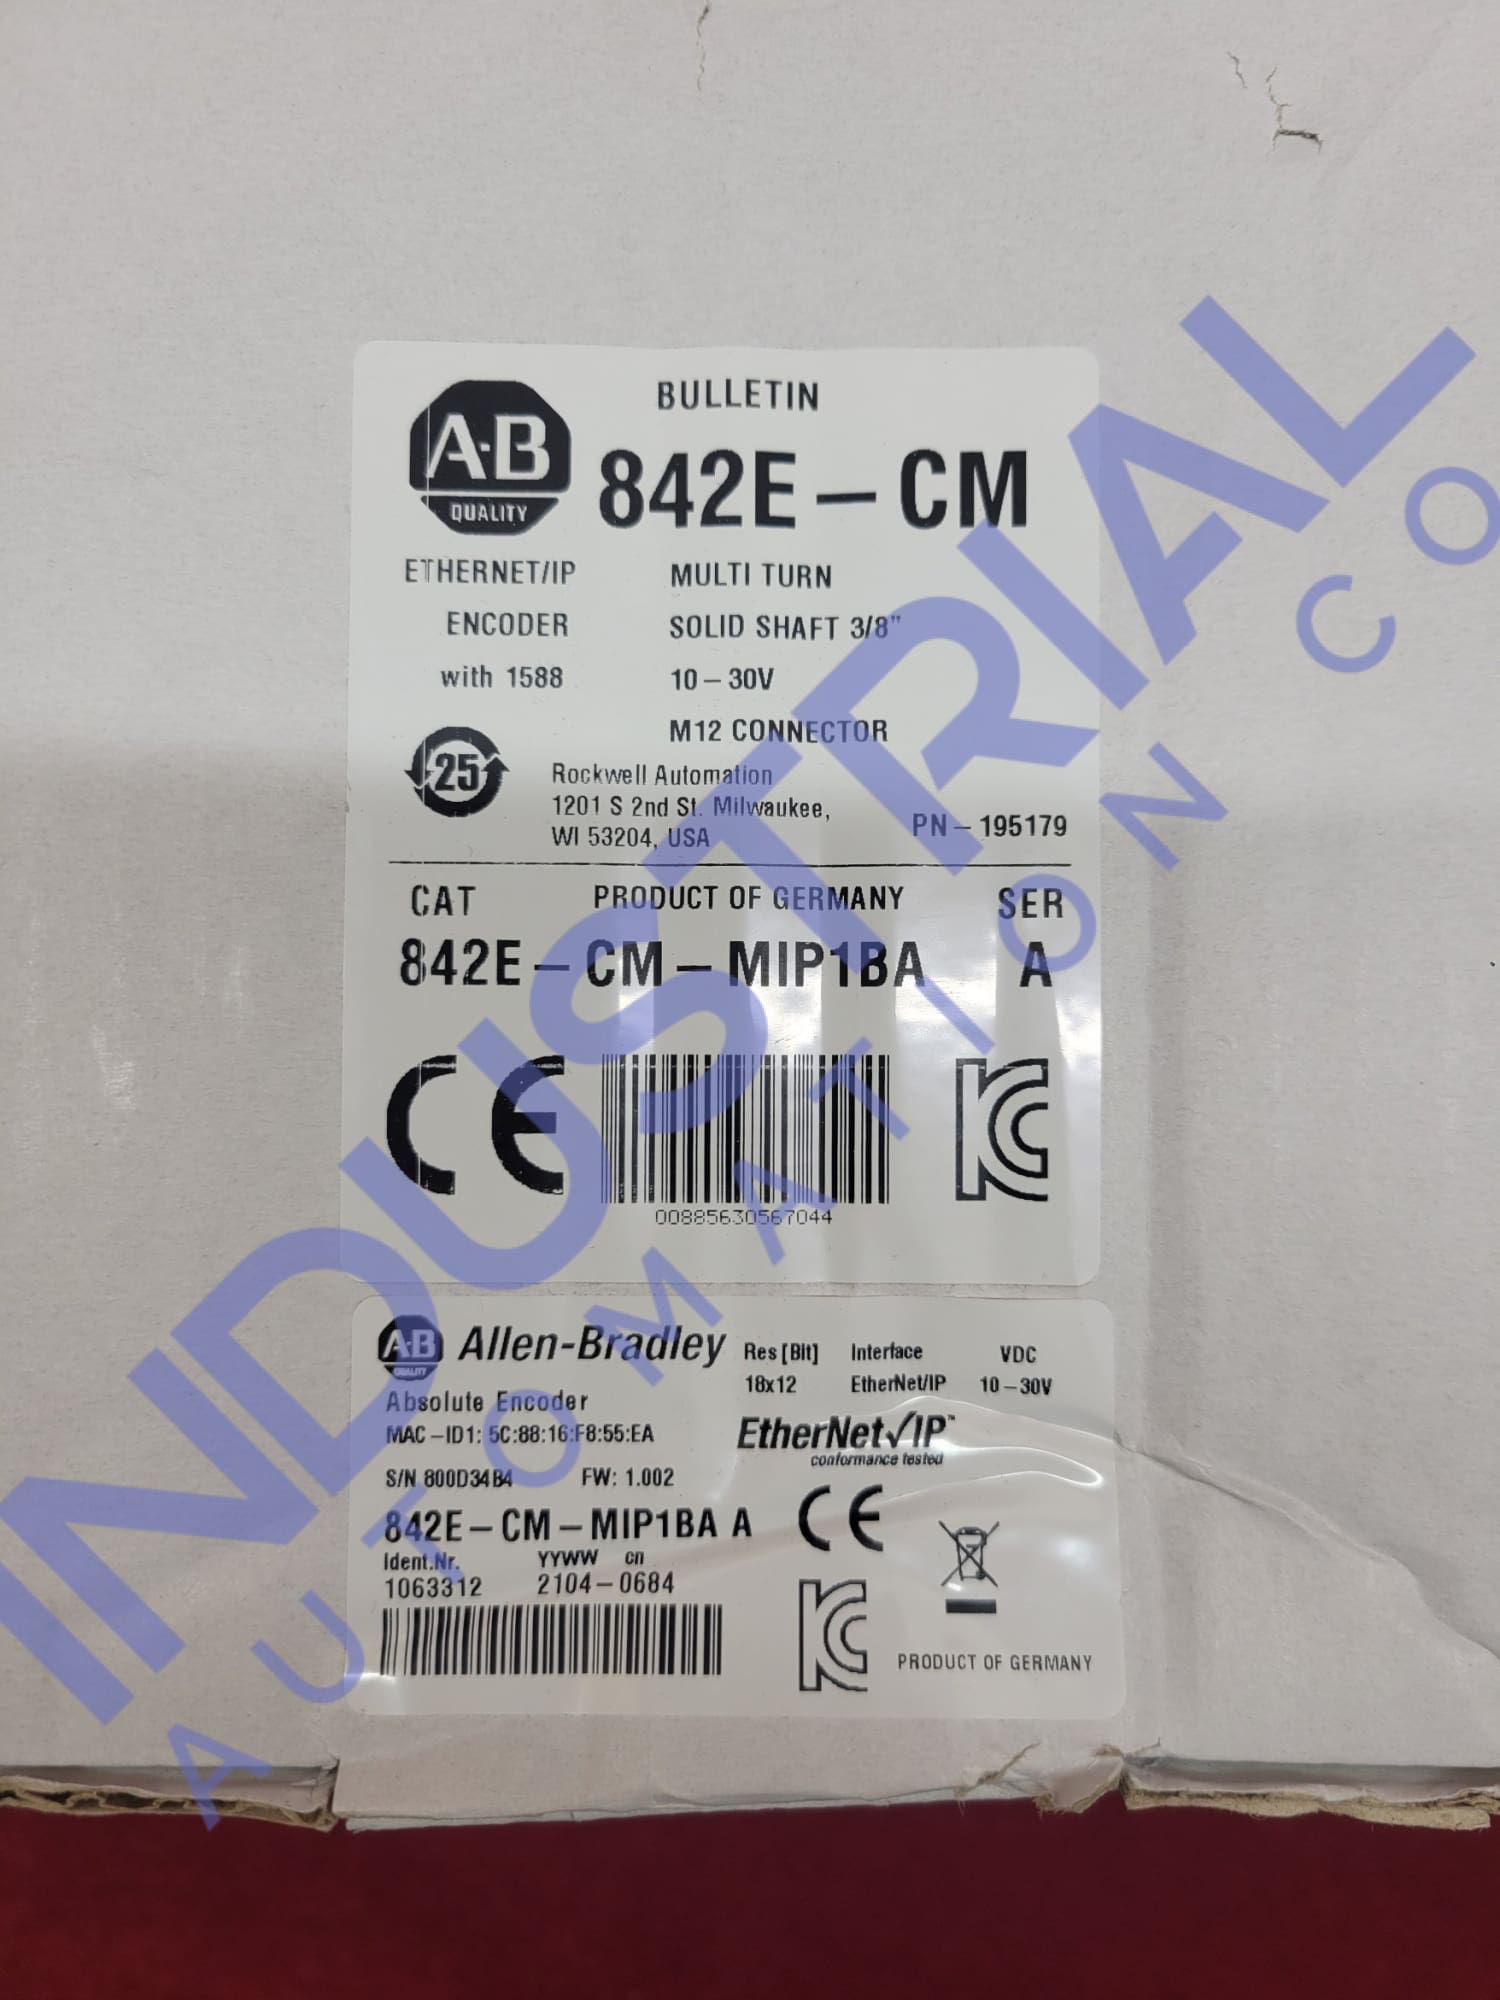 A-B
QUALITY
BULLETIN
842E – CM
ETHERNET/IP
ENCODER
with 1588
MULTI TURN
SOLID SHAFT 3/8"
10 – 30V
M12 CONNECTOR
25
Rockwell Automation
1201 S 2nd St. Milwaukee,
WI 53204, USA
PN – 195179
CAT
PRODUCT OF GERMANY
SER
842E – CM – MIP1BA
A
CE
00885630567044
KC
A-B
QUALITY
Allen-Bradley
Res [Bit] Interface VDC
18x12 EtherNet/IP 10 – 30V
Absolute Encoder
MAC – ID1: 5C:88:16:F8:55:EA
EtherNet/IP™
conformance tested
S/N 800D34B4 FW: 1.002
842E – CM – MIP1BA A
CE
Ident.Nr. YYWW cn
1063312 2104 – 0684
KC
PRODUCT OF GERMANY
INDUSTRIAL
AUTOMATION CO